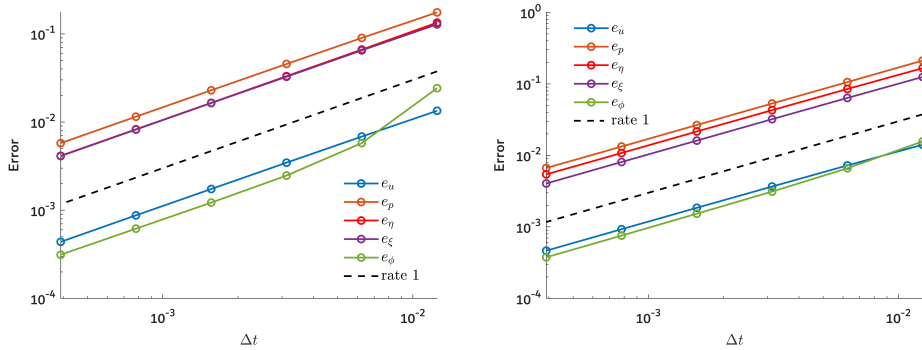 10^{-1}
10^{-2}
10^{-3}
10^{-4}
Error
e_u
e_p
e_η
e_ξ
e_ϕ
rate 1
10^{-3}
10^{-2}
Δt
10^0
10^{-1}
10^{-2}
10^{-3}
10^{-4}
Error
e_u
e_p
e_η
e_ξ
e_ϕ
rate 1
10^{-3}
10^{-2}
Δt